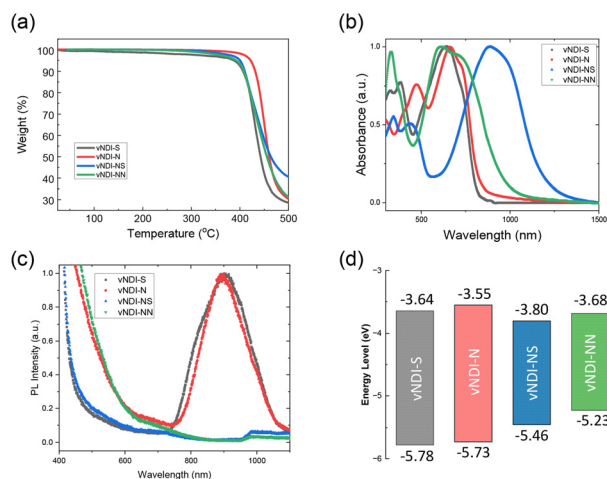 (a)
100
90
80
70
60
50
40
30
Weight (%)
vNDI-S
vNDI-N
vNDI-NS
vNDI-NN
100 200 300 400 500
Temperature (°C)
(b)
1.0
0.5
0.0
Absorbance (a.u.)
vNDI-S
vNDI-N
vNDI-NS
vNDI-NN
500 1000 1500
Wavelength (nm)
(c)
1.0
0.8
0.6
0.4
0.2
0.0
PL Intensity (a.u.)
vNDI-S
vNDI-N
vNDI-NS
vNDI-NN
400 600 800 1000
Wavelength (nm)
(d)
-3
-4
-5
-6
Energy Level (eV)
-3.64 -3.55 -3.80 -3.68
vNDI-S vNDI-N vNDI-NS vNDI-NN
-5.78 -5.73 -5.46 -5.23